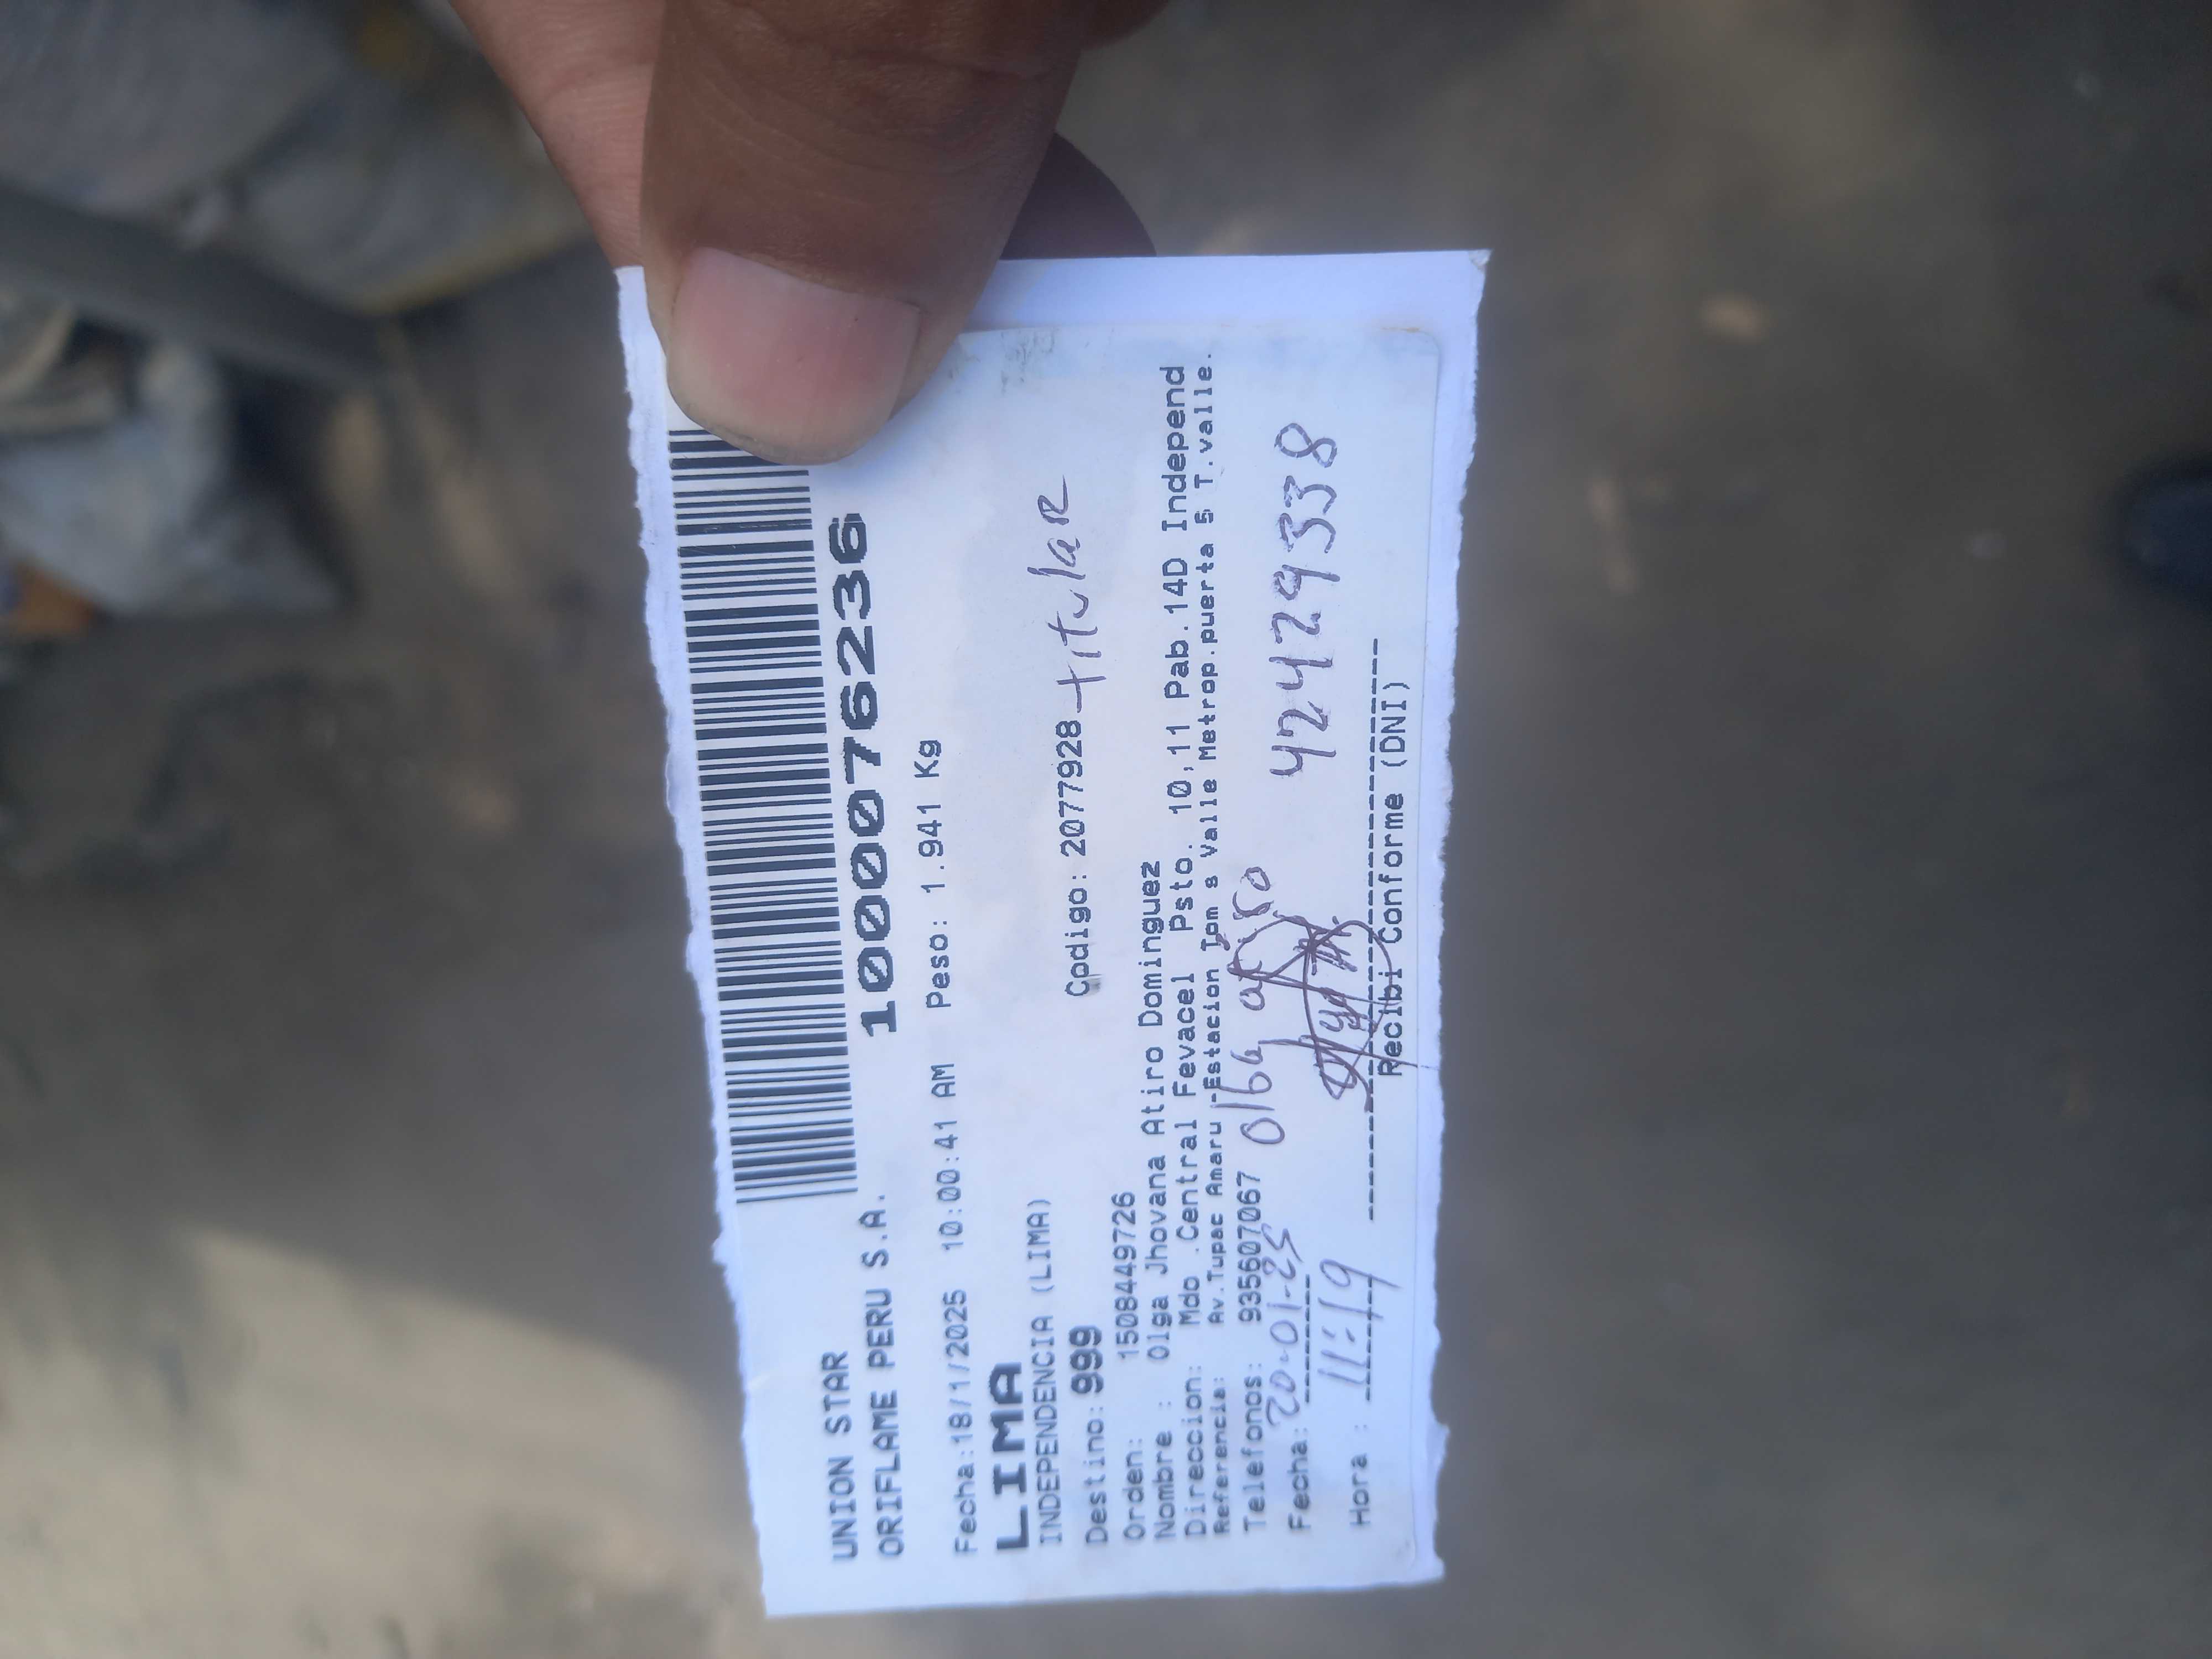 UNION STAR
ORIFLAME PERU S.A. 1000076236
Fecha:18/1/2025 10:00:41 AM Peso: 1.941 Kg
LIMA
INDEPENDENCIA (LIMA)
Destino: 999 Codigo: 2077928 titular
Orden: 1508449726
Nombre : Olga Jhovana Atiro Dominguez
Direccion: Mdo .Central Fevacel Psto. 10,11 Pab.14D Independ
Referencia: Av.Tupac Amaru-Estacion Tom s Valle Metrop.puerta 5 T.valle.
Telefonos: 935607067 Olga atiro
Fecha: 20-01-25 42429338
Hora : 11:19
Recibi Conforme (DNI)